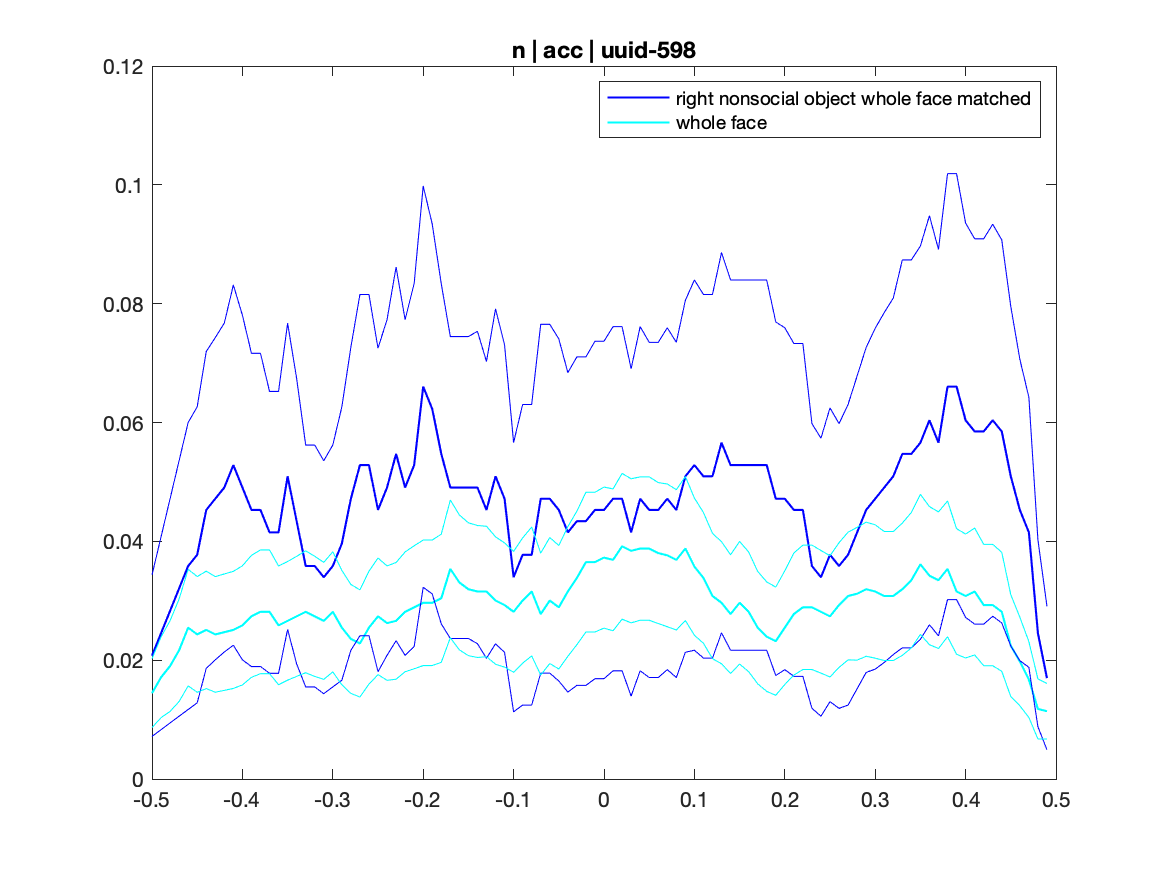 n | acc | uuid-598
right nonsocial object whole face matched
whole face
0.12
0.1
0.08
0.06
0.04
0.02
0
-0.5 -0.4 -0.3 -0.2 -0.1 0 0.1 0.2 0.3 0.4 0.5